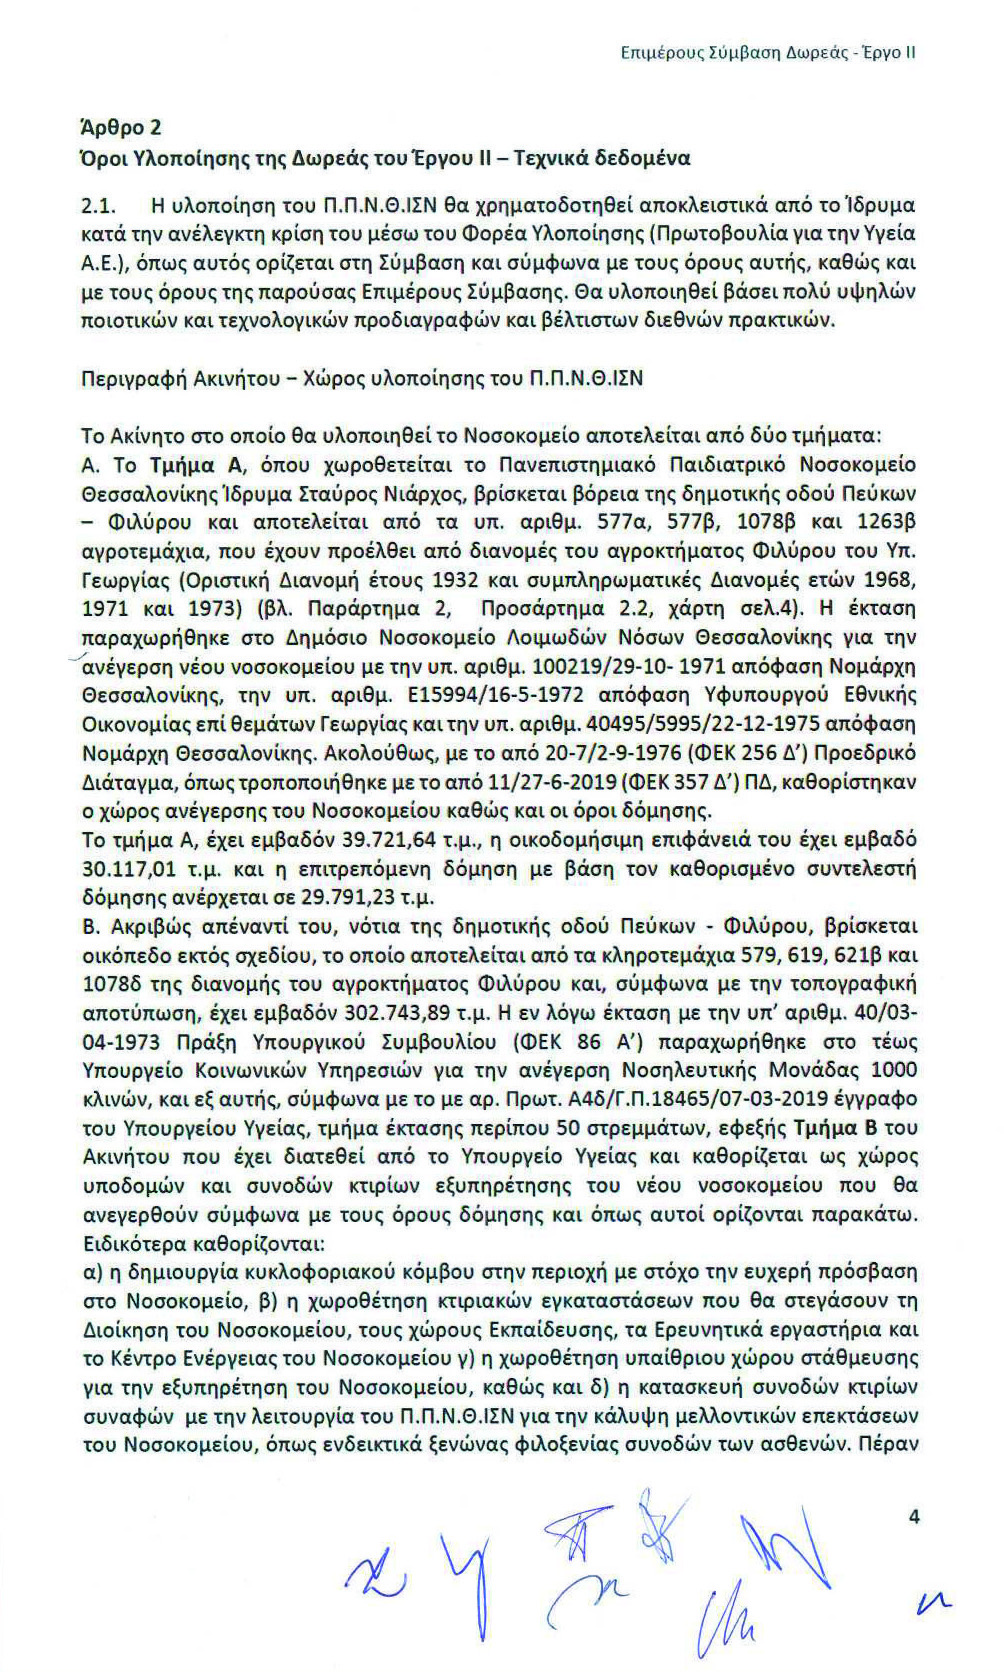 Επιμέρους Σύμβαση Δωρεάς - Έργο ΙΙ
Άρθρο 2
Όροι Υλοποίησης της Δωρεάς του Έργου ΙΙ – Τεχνικά δεδομένα
2.1. Η υλοποίηση του Π.Π.Ν.Θ.ΙΣΝ θα χρηματοδοτηθεί αποκλειστικά από το Ίδρυμα
κατά την ανέλεγκτη κρίση του μέσω του Φορέα Υλοποίησης (Πρωτοβουλία για την Υγεία
Α.Ε.), όπως αυτός ορίζεται στη Σύμβαση και σύμφωνα με τους όρους αυτής, καθώς και
με τους όρους της παρούσας Επιμέρους Σύμβασης. Θα υλοποιηθεί βάσει πολύ υψηλών
ποιοτικών και τεχνολογικών προδιαγραφών και βέλτιστων διεθνών πρακτικών.
Περιγραφή Ακινήτου – Χώρος υλοποίησης του Π.Π.Ν.Θ.ΙΣΝ
Το Ακίνητο στο οποίο θα υλοποιηθεί το Νοσοκομείο αποτελείται από δύο τμήματα:
Α. Το Τμήμα Α, όπου χωροθετείται το Πανεπιστημιακό Παιδιατρικό Νοσοκομείο
Θεσσαλονίκης Ίδρυμα Σταύρος Νιάρχος, βρίσκεται βόρεια της δημοτικής οδού Πεύκων
– Φιλύρου και αποτελείται από τα υπ. αριθμ. 577α, 577β, 1078β και 1263β
αγροτεμάχια, που έχουν προέλθει από διανομές του αγροκτήματος Φιλύρου του Υπ.
Γεωργίας (Οριστική Διανομή έτους 1932 και συμπληρωματικές Διανομές ετών 1968,
1971 και 1973) (βλ. Παράρτημα 2, Προσάρτημα 2.2, χάρτη σελ.4). Η έκταση
παραχωρήθηκε στο Δημόσιο Νοσοκομείο Λοιμωδών Νόσων Θεσσαλονίκης για την
ανέγερση νέου νοσοκομείου με την υπ. αριθμ. 100219/29-10- 1971 απόφαση Νομάρχη
Θεσσαλονίκης, την υπ. αριθμ. Ε15994/16-5-1972 απόφαση Υφυπουργού Εθνικής
Οικονομίας επί θεμάτων Γεωργίας και την υπ. αριθμ. 40495/5995/22-12-1975 απόφαση
Νομάρχη Θεσσαλονίκης. Ακολούθως, με το από 20-7/2-9-1976 (ΦΕΚ 256 Δ’) Προεδρικό
Διάταγμα, όπως τροποποιήθηκε με το από 11/27-6-2019 (ΦΕΚ 357 Δ’) ΠΔ, καθορίστηκαν
ο χώρος ανέγερσης του Νοσοκομείου καθώς και οι όροι δόμησης.
Το τμήμα Α, έχει εμβαδόν 39.721,64 τ.μ., η οικοδομήσιμη επιφάνειά του έχει εμβαδό
30.117,01 τ.μ. και η επιτρεπόμενη δόμηση με βάση τον καθορισμένο συντελεστή
δόμησης ανέρχεται σε 29.791,23 τ.μ.
Β. Ακριβώς απέναντί του, νότια της δημοτικής οδού Πεύκων - Φιλύρου, βρίσκεται
οικόπεδο εκτός σχεδίου, το οποίο αποτελείται από τα κληροτεμάχια 579, 619, 621β και
1078δ της διανομής του αγροκτήματος Φιλύρου και, σύμφωνα με την τοπογραφική
αποτύπωση, έχει εμβαδόν 302.743,89 τ.μ. Η εν λόγω έκταση με την υπ’ αριθμ. 40/03-
04-1973 Πράξη Υπουργικού Συμβουλίου (ΦΕΚ 86 Α’) παραχωρήθηκε στο τέως
Υπουργείο Κοινωνικών Υπηρεσιών για την ανέγερση Νοσηλευτικής Μονάδας 1000
κλινών, και εξ αυτής, σύμφωνα με το με αρ. Πρωτ. Α4δ/Γ.Π.18465/07-03-2019 έγγραφο
του Υπουργείου Υγείας, τμήμα έκτασης περίπου 50 στρεμμάτων, εφεξής Τμήμα Β του
Ακινήτου που έχει διατεθεί από το Υπουργείο Υγείας και καθορίζεται ως χώρος
υποδομών και συνοδών κτιρίων εξυπηρέτησης του νέου νοσοκομείου που θα
ανεγερθούν σύμφωνα με τους όρους δόμησης και όπως αυτοί ορίζονται παρακάτω.
Ειδικότερα καθορίζονται:
α) η δημιουργία κυκλοφοριακού κόμβου στην περιοχή με στόχο την ευχερή πρόσβαση
στο Νοσοκομείο, β) η χωροθέτηση κτιριακών εγκαταστάσεων που θα στεγάσουν τη
Διοίκηση του Νοσοκομείου, τους χώρους Εκπαίδευσης, τα Ερευνητικά εργαστήρια και
το Κέντρο Ενέργειας του Νοσοκομείου γ) η χωροθέτηση υπαίθριου χώρου στάθμευσης
για την εξυπηρέτηση του Νοσοκομείου, καθώς και δ) η κατασκευή συνοδών κτιρίων
συναφών με την λειτουργία του Π.Π.Ν.Θ.ΙΣΝ για την κάλυψη μελλοντικών επεκτάσεων
του Νοσοκομείου, όπως ενδεικτικά ξενώνας φιλοξενίας συνοδών των ασθενών. Πέραν
4